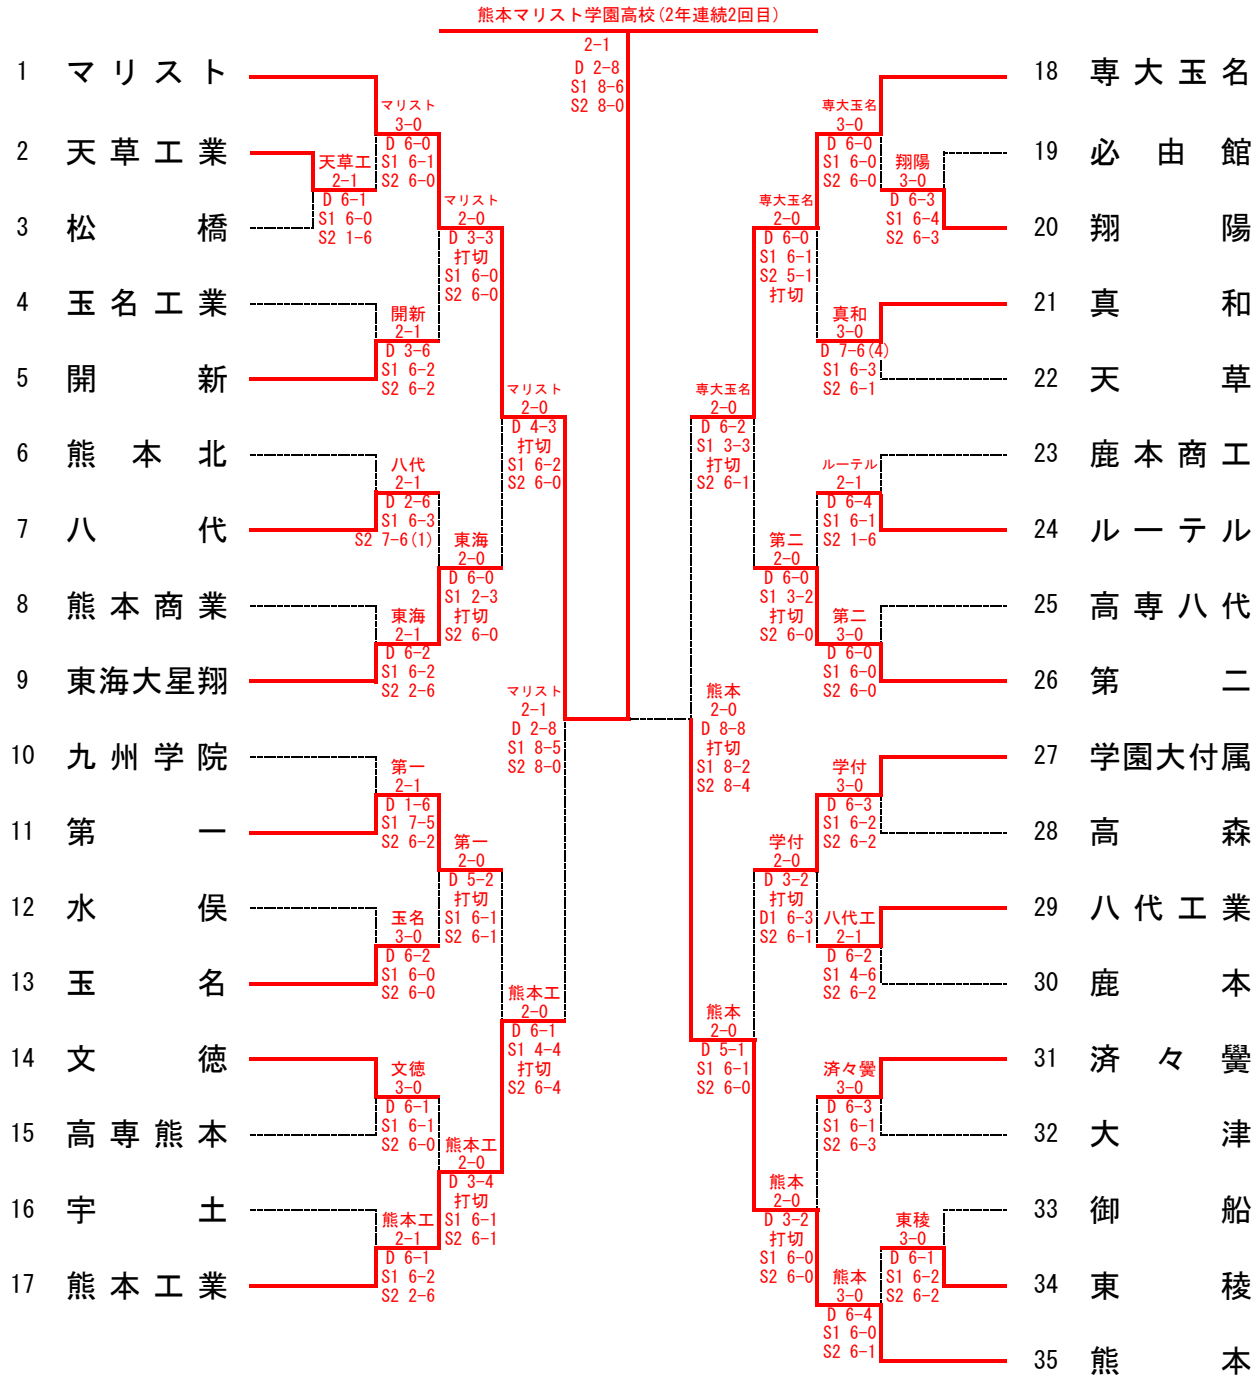 熊本マリスト学園高校(2年連続2回目)
2-1
D 2-8
S1 8-6
S2 8-0
1 マリスト
2 天草工業
3 松橋
4 玉名工業
5 開新
6 熊本北
7 八代
8 熊本商業
9 東海大星翔
10 九州学院
11 第一
12 水俣
13 玉名
14 文徳
15 高専熊本
16 宇土
17 熊本工業
天草工
2-1
D 6-1
S1 6-0
S2 1-6
マリスト
3-0
D 6-0
S1 6-1
S2 6-0
開新
2-1
D 3-6
S1 6-2
S2 6-2
八代
2-1
D 2-6
S1 6-3
S2 7-6(1)
東海
2-1
D 6-2
S1 6-2
S2 2-6
第一
2-1
D 1-6
S1 7-5
S2 6-2
玉名
3-0
D 6-2
S1 6-0
S2 6-0
文徳
3-0
D 6-1
S1 6-1
S2 6-0
熊本工
2-1
D 6-1
S1 6-2
S2 2-6
マリスト
2-0
D 3-3
打切
S1 6-0
S2 6-0
東海
2-0
D 6-0
S1 2-3
打切
S2 6-0
第一
2-0
D 5-2
打切
S1 6-1
S2 6-1
熊本工
2-0
D 3-4
打切
S1 6-1
S2 6-1
マリスト
2-0
D 4-3
打切
S1 6-2
S2 6-0
熊本工
2-0
D 6-1
S1 4-4
打切
S2 6-4
マリスト
2-1
D 2-8
S1 8-5
S2 8-0
熊本
2-0
D 8-8
打切
S1 8-2
S2 8-4
専大玉名
2-0
D 6-2
S1 3-3
打切
S2 6-1
熊本
2-0
D 5-1
S1 6-1
S2 6-0
専大玉名
2-0
D 6-0
S1 6-1
S2 5-1
打切
第二
2-0
D 6-0
S1 3-2
打切
S2 6-0
学付
2-0
D 3-2
打切
D1 6-3
S2 6-1
熊本
2-0
D 3-2
打切
S1 6-0
S2 6-0
専大玉名
3-0
D 6-0
S1 6-0
S2 6-0
真和
3-0
D 7-6(4)
S1 6-3
S2 6-1
ルーテル
2-1
D 6-4
S1 6-1
S2 1-6
第二
3-0
D 6-0
S1 6-0
S2 6-0
学付
3-0
D 6-3
S1 6-2
S2 6-2
八代工
2-1
D 6-2
S1 4-6
S2 6-2
済々黌
3-0
D 6-3
S1 6-1
S2 6-3
熊本
3-0
D 6-4
S1 6-0
S2 6-1
翔陽
3-0
D 6-3
S1 6-4
S2 6-3
東稜
3-0
D 6-1
S1 6-2
S2 6-2
18 専大玉名
19 必由館
20 翔陽
21 真和
22 天草
23 鹿本商工
24 ルーテル
25 高専八代
26 第二
27 学園大付属
28 高森
29 八代工業
30 鹿本
31 済々黌
32 大津
33 御船
34 東稜
35 熊本